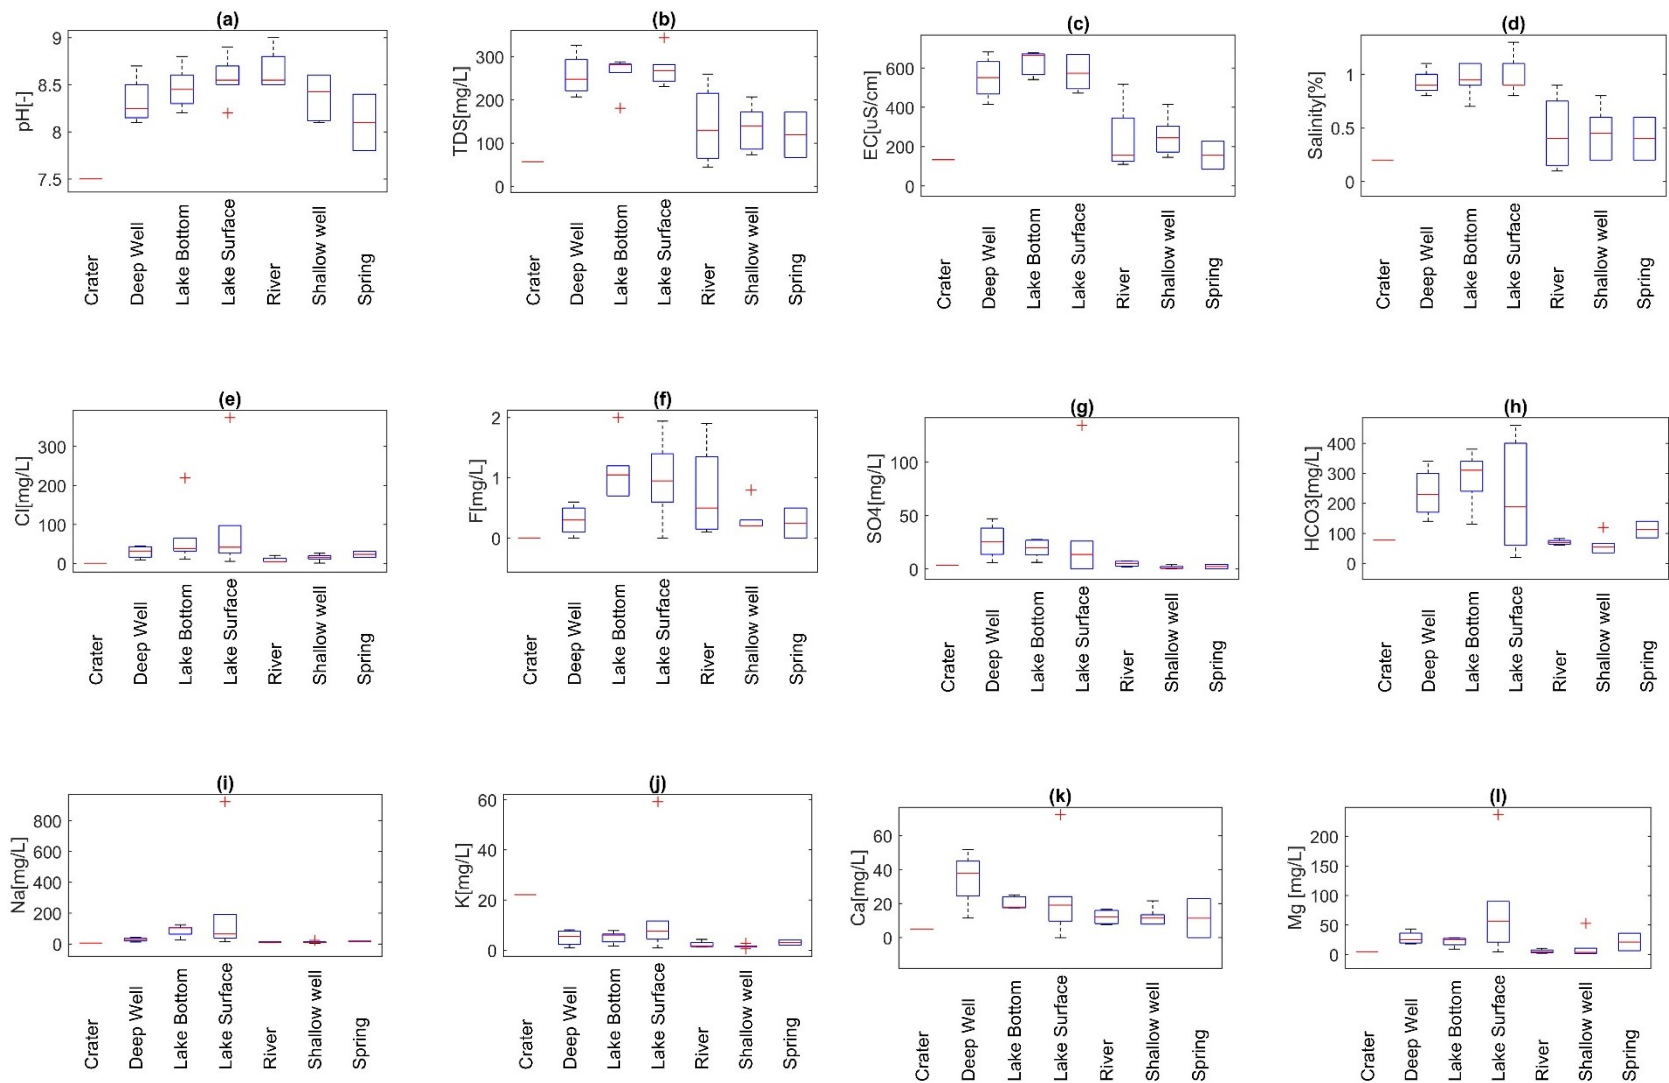 (a)
pH[-]
9
8.5
8
7.5
Crater
Deep Well
Lake Bottom
Lake Surface
River
Shallow well
Spring
(b)
TDS[mg/L]
300
200
100
0
Crater
Deep Well
Lake Bottom
Lake Surface
River
Shallow well
Spring
(c)
EC[uS/cm]
600
400
200
0
Crater
Deep Well
Lake Bottom
Lake Surface
River
Shallow well
Spring
(d)
Salinity[%]
1
0.5
0
Crater
Deep Well
Lake Bottom
Lake Surface
River
Shallow well
Spring
(e)
Cl[mg/L]
300
200
100
0
Crater
Deep Well
Lake Bottom
Lake Surface
River
Shallow well
Spring
(f)
F[mg/L]
2
1
0
Crater
Deep Well
Lake Bottom
Lake Surface
River
Shallow well
Spring
(g)
SO4[mg/L]
100
50
0
Crater
Deep Well
Lake Bottom
Lake Surface
River
Shallow well
Spring
(h)
HCO3[mg/L]
400
300
200
100
0
Crater
Deep Well
Lake Bottom
Lake Surface
River
Shallow well
Spring
(i)
Na[mg/L]
800
600
400
200
0
Crater
Deep Well
Lake Bottom
Lake Surface
River
Shallow well
Spring
(j)
K[mg/L]
60
40
20
0
Crater
Deep Well
Lake Bottom
Lake Surface
River
Shallow well
Spring
(k)
Ca[mg/L]
60
40
20
0
Crater
Deep Well
Lake Bottom
Lake Surface
River
Shallow well
Spring
(l)
Mg [mg/L]
200
150
100
50
0
Crater
Deep Well
Lake Bottom
Lake Surface
River
Shallow well
Spring